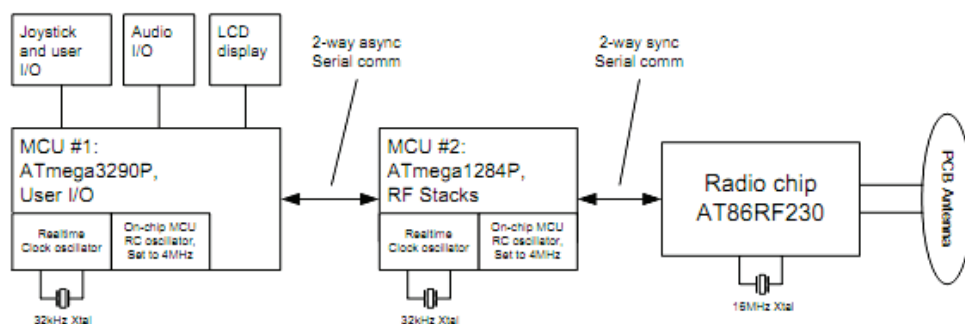 Joystick
and user
I/O
Audio
I/O
LCD
display
2-way async
Serial comm
2-way sync
Serial comm
MCU #1:
ATmega3290P,
User I/O
MCU #2:
ATmega1284P,
RF Stacks
Radio chip
AT86RF230
PCB Antenna
Realtime
Clock oscillator
On-chip MCU
RC oscillator,
Set to 4MHz
Realtime
Clock oscillator
On-chip MCU
RC oscillator,
Set to 4MHz
32kHz Xtal
32kHz Xtal
16MHz Xtal